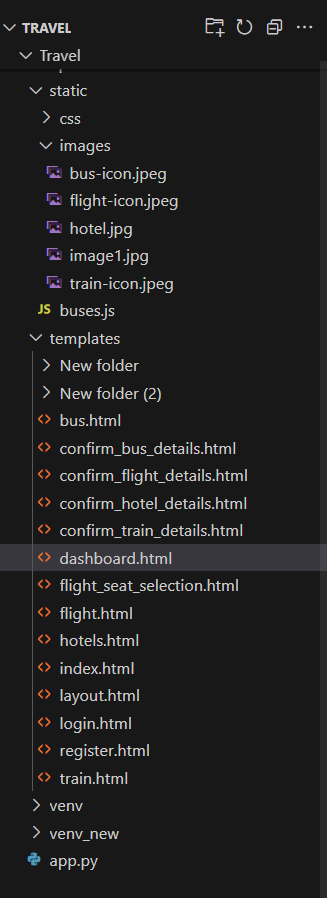 TRAVEL
Travel
static
css
images
bus-icon.jpeg
flight-icon.jpeg
hotel.jpg
image1.jpg
train-icon.jpeg
JS buses.js
templates
New folder
New folder (2)
bus.html
confirm_bus_details.html
confirm_flight_details.html
confirm_hotel_details.html
confirm_train_details.html
dashboard.html
flight_seat_selection.html
flight.html
hotels.html
index.html
layout.html
login.html
register.html
train.html
venv
venv_new
app.py